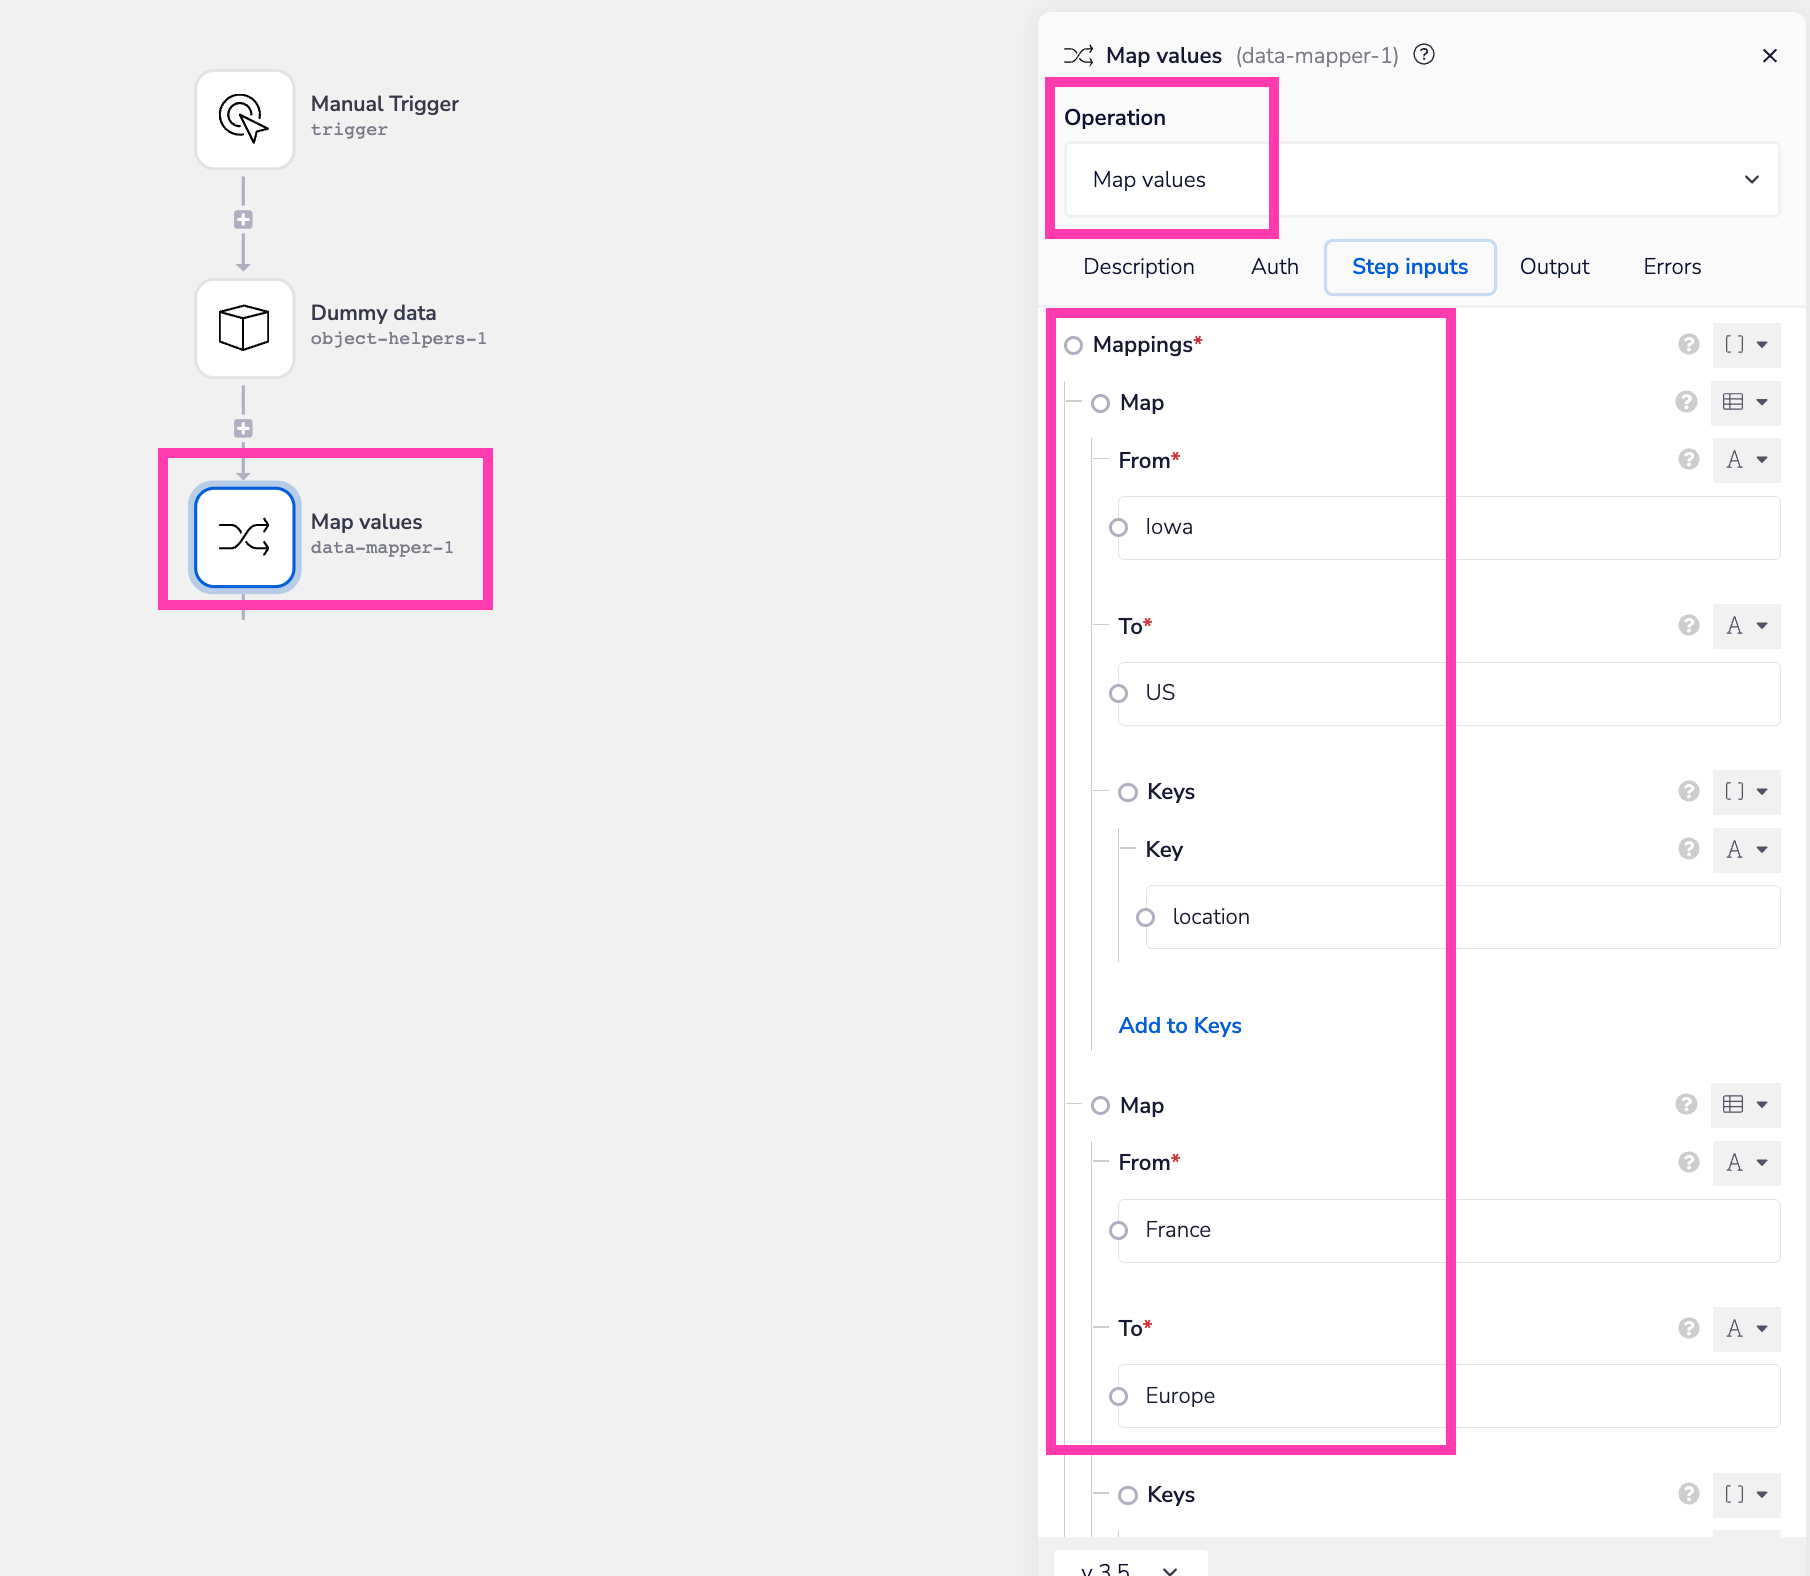 Manual Trigger
trigger
Dummy data
object-helpers-1
Map values
data-mapper-1
Map values (data-mapper-1)
Operation
Map values
Description Auth Step inputs Output Errors
Mappings*
Map
From*
A
Iowa
To*
A
US
Keys
Key
A
location
Add to Keys
Map
From*
A
France
To*
A
Europe
Keys
v 3.5